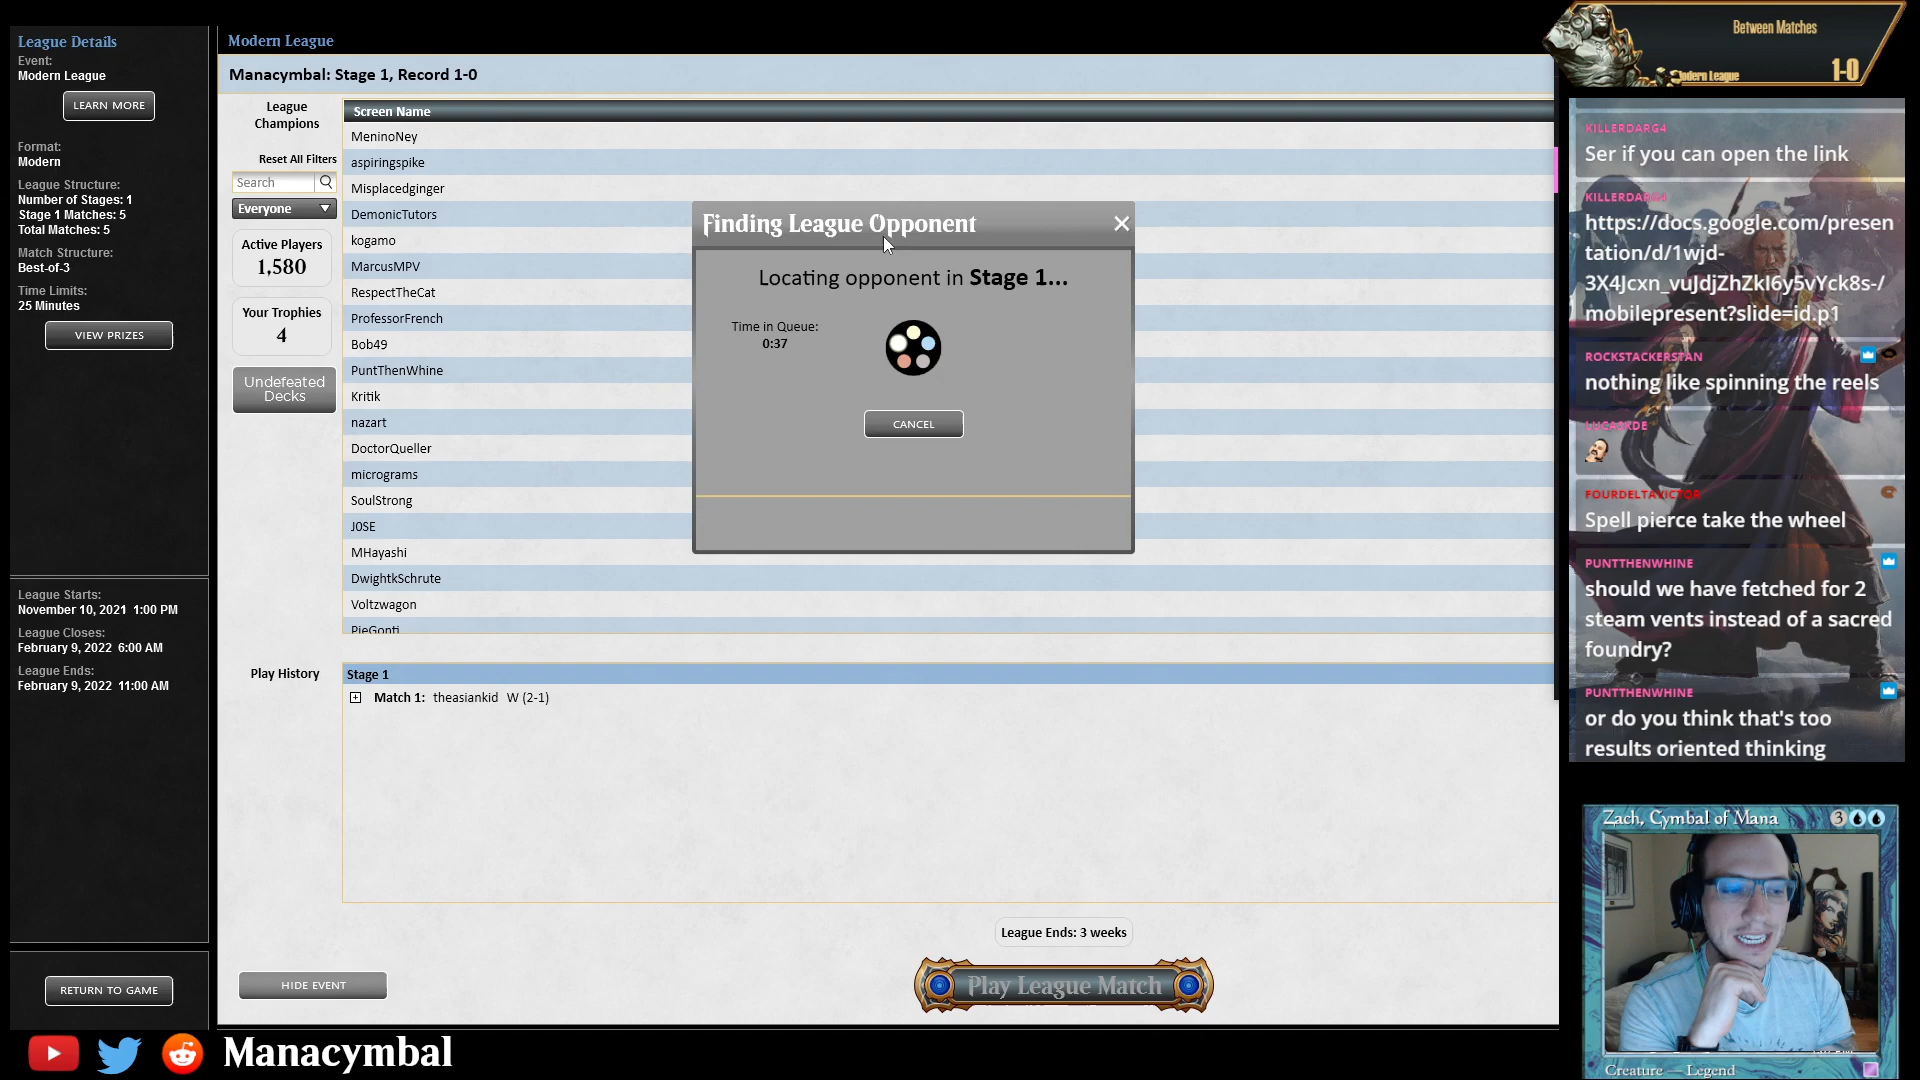 League Details
Event:
Modern League
LEARN MORE
Format:
Modern
League Structure:
Number of Stages: 1
Stage 1 Matches: 5
Total Matches: 5
Match Structure:
Best-of-3
Time Limits:
25 Minutes
VIEW PRIZES
League Starts:
November 10, 2021 1:00 PM
League Closes:
February 9, 2022 6:00 AM
League Ends:
February 9, 2022 11:00 AM
RETURN TO GAME
Modern League
Manacymbal: Stage 1, Record 1-0
League
Champions
Reset All Filters
Search
Everyone
Active Players
1,580
Your Trophies
4
Undefeated
Decks
Screen Name
MeninoNey
aspiringspike
Misplacedginger
DemonicTutors
kogamo
MarcusMPV
RespectTheCat
ProfessorFrench
Bob49
PuntThenWhine
Kritik
nazart
DoctorQueller
micrograms
SoulStrong
J0SE
MHayashi
DwightkSchrute
Voltzwagon
PieGonti
Finding League Opponent
Locating opponent in Stage 1...
Time in Queue:
0:37
CANCEL
Play History
Stage 1
Match 1: theasiankid W (2-1)
League Ends: 3 weeks
HIDE EVENT
Play League Match
Between Matches
Modern League
1-0
KILLERDARG4
Ser if you can open the link
KILLERDARG4
https://docs.google.com/presen
tation/d/1wjd-
3X4Jcxn_vuJdjZhZkI6y5vYck8s-/
mobilepresent?slide=id.p1
ROCKSTACKERSTAN
nothing like spinning the reels
LUCAERDE
FOURDELTAVICTOR
Spell pierce take the wheel
PUNTTHENWHINE
should we have fetched for 2
steam vents instead of a sacred
foundry?
PUNTTHENWHINE
or do you think that's too
results oriented thinking
Zach, Cymbal of Mana 3
Creature — Legend
Manacymbal